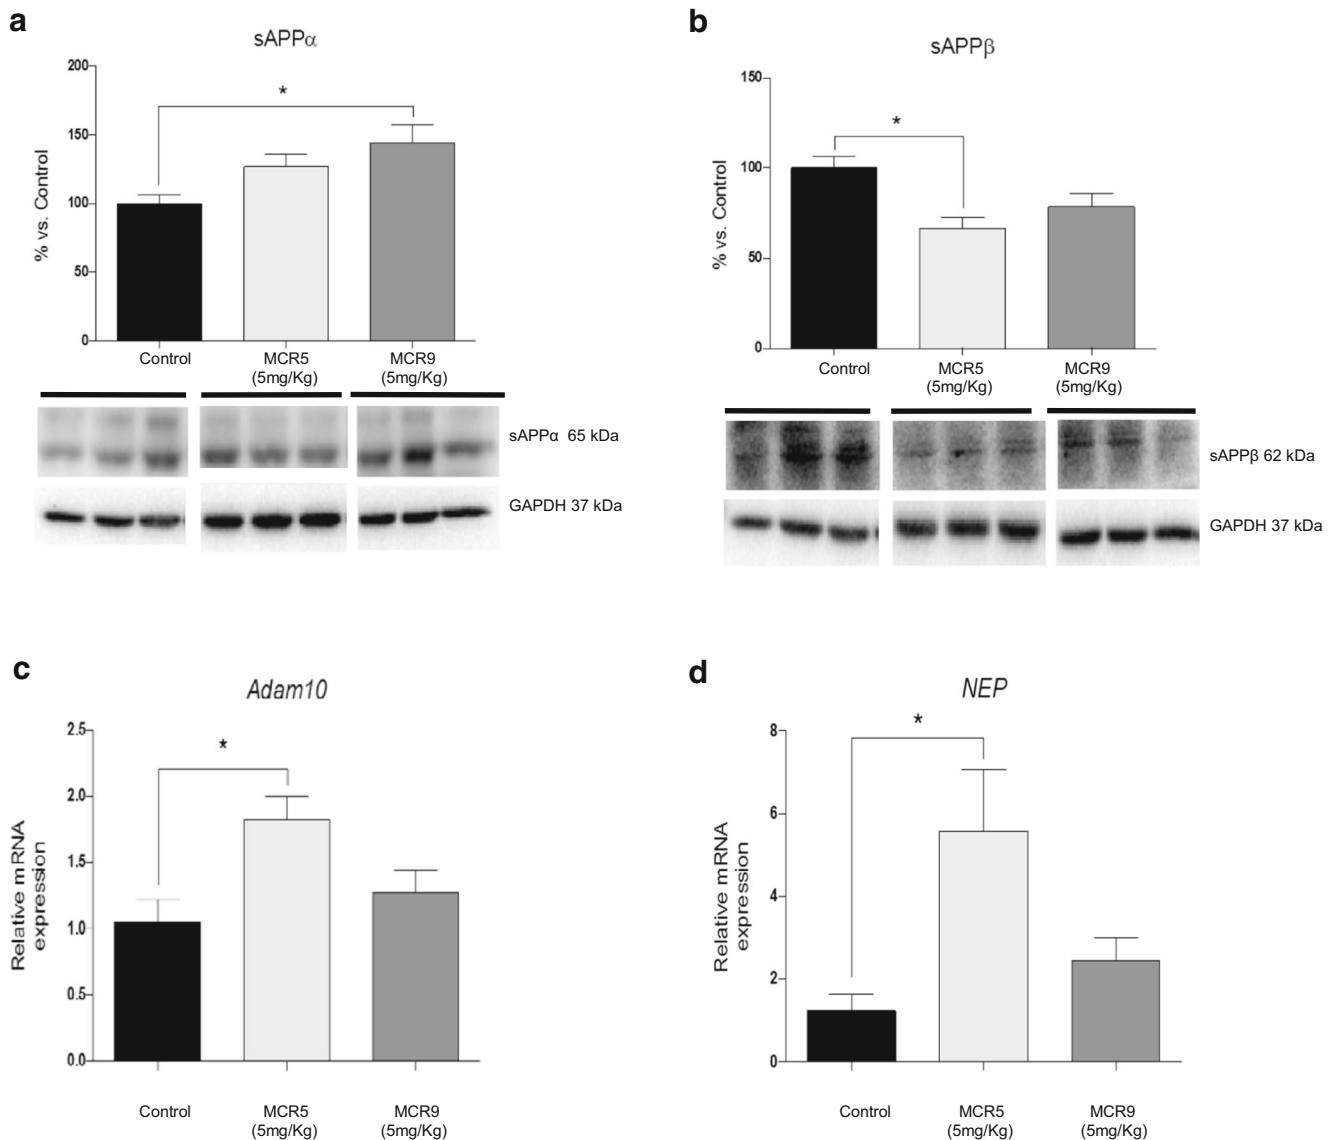 a
sAPPα
200
150
100
50
0
% vs. Control
*
Control
MCR5
(5mg/Kg)
MCR9
(5mg/Kg)
sAPPα 65 kDa
GAPDH 37 kDa
b
sAPPβ
150
100
50
0
% vs. Control
*
Control
MCR5
(5mg/Kg)
MCR9
(5mg/Kg)
sAPPβ 62 kDa
GAPDH 37 kDa
c
Adam10
2.5
2.0
1.5
1.0
0.5
0.0
Relative mRNA
expression
*
Control
MCR5
(5mg/Kg)
MCR9
(5mg/Kg)
d
NEP
8
6
4
2
0
Relative mRNA
expression
*
Control
MCR5
(5mg/Kg)
MCR9
(5mg/Kg)